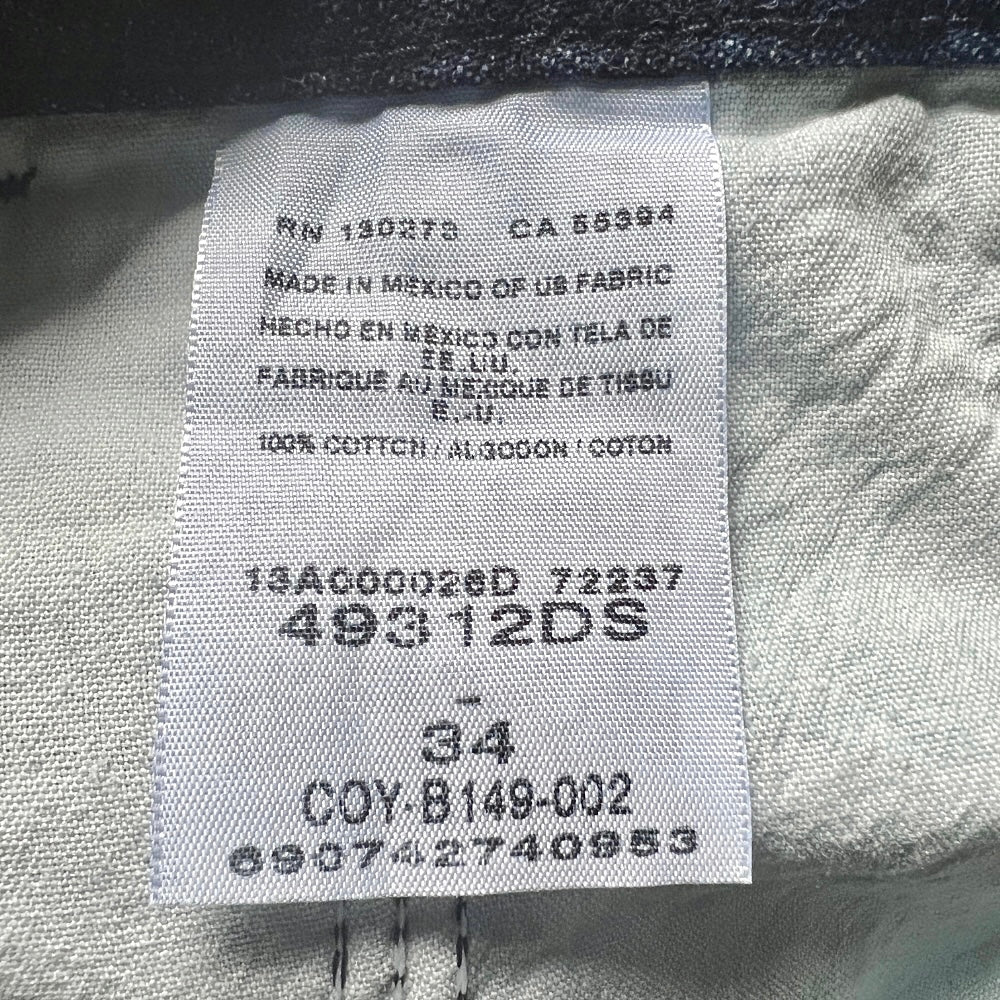 RN 130273 CA 55394
MADE IN MEXICO OF US FABRIC
HECHO EN MEXICO CON TELA DE
EE.UU.
FABRIQUE AU MEXIQUE DE TISSU
E.-U.
100% COTTON / ALGODON / COTON
13A000026D 72237
49312DS
-
34
COY-B149-002
690742740953